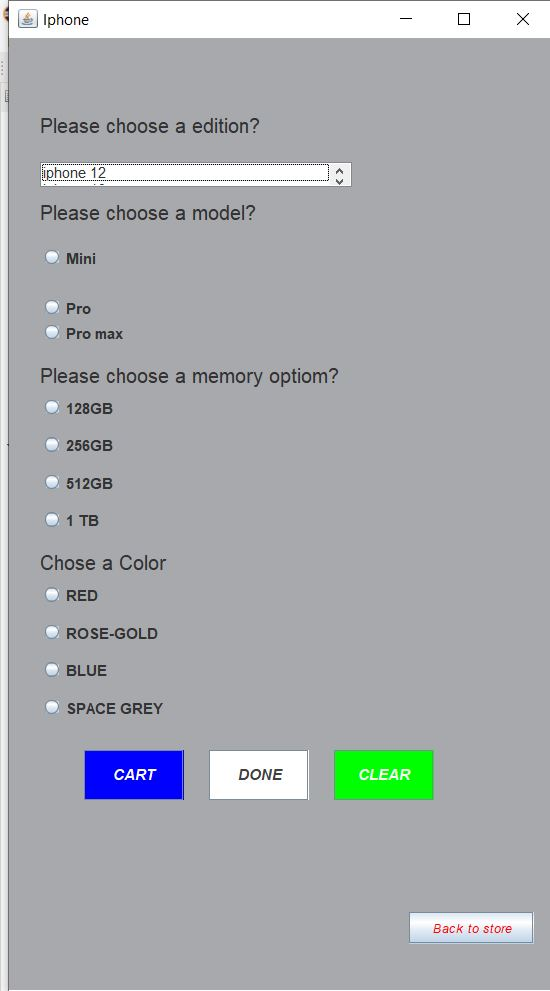 Iphone
Please choose a edition?
iphone 12
Please choose a model?
Mini
Pro
Pro max
Please choose a memory optiom?
128GB
256GB
512GB
1 TB
Chose a Color
RED
ROSE-GOLD
BLUE
SPACE GREY
CART DONE CLEAR
Back to store